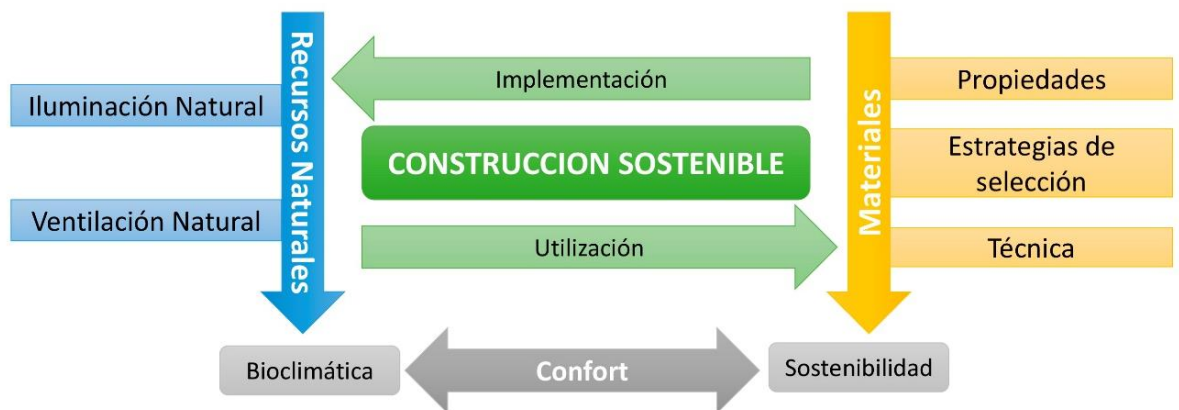 Recursos Naturales
Iluminación Natural
Ventilación Natural
Implementación
CONSTRUCCION SOSTENIBLE
Utilización
Materiales
Propiedades
Estrategias de
selección
Técnica
Bioclimática
Confort
Sostenibilidad